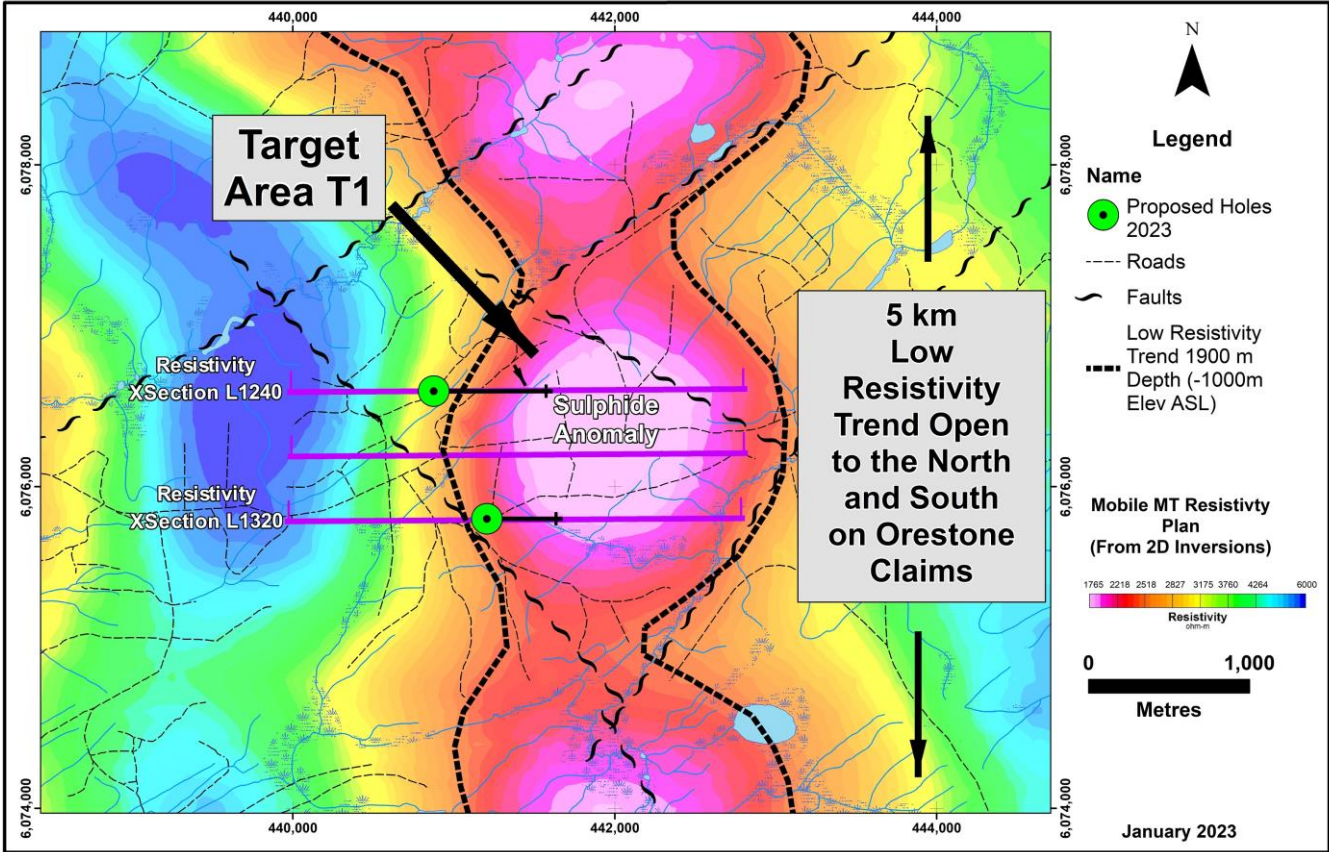 440,000
442,000
444,000
6,078,000
6,078,000
6,076,000
6,076,000
6,074,000
6,074,000
Target
Area T1
Resistivity
XSection L1240
Sulphide
Anomaly
Resistivity
XSection L1320
5 km
Low
Resistivity
Trend Open
to the North
and South
on Orestone
Claims
440,000
442,000
444,000
N
Legend
Name
Proposed Holes
2023
Roads
Faults
Low Resistivity
Trend 1900 m
Depth (-1000m
Elev ASL)
Mobile MT Resistivty
Plan
(From 2D Inversions)
1765 2218 2518 2827 3175 3760 4264 6000
Resistivity
ohm-m
0 1,000
Metres
January 2023